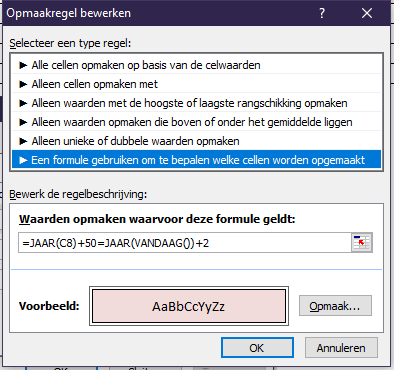 Opmaakregel bewerken ? ×
Selecteer een type regel:
► Alle cellen opmaken op basis van de celwaarden
► Alleen cellen opmaken met
► Alleen waarden met de hoogste of laagste rangschikking opmaken
► Alleen waarden opmaken die boven of onder het gemiddelde liggen
► Alleen unieke of dubbele waarden opmaken
► Een formule gebruiken om te bepalen welke cellen worden opgemaakt
Bewerk de regelbeschrijving:
Waarden opmaken waarvoor deze formule geldt:
=JAAR(C8)+50=JAAR(VANDAAG())+2
Voorbeeld: AaBbCcYyZz Opmaak...
OK Annuleren